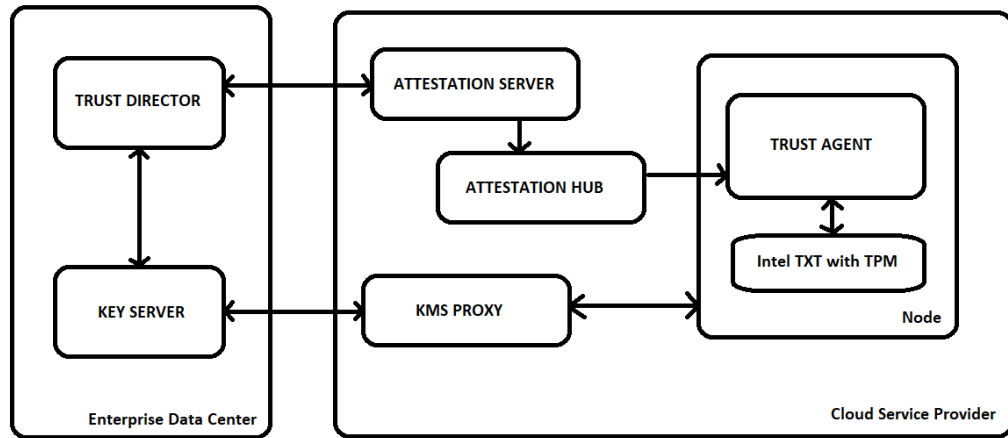 TRUST DIRECTOR
KEY SERVER
Enterprise Data Center
ATTESTATION SERVER
ATTESTATION HUB
KMS PROXY
TRUST AGENT
Intel TXT with TPM
Node
Cloud Service Provider